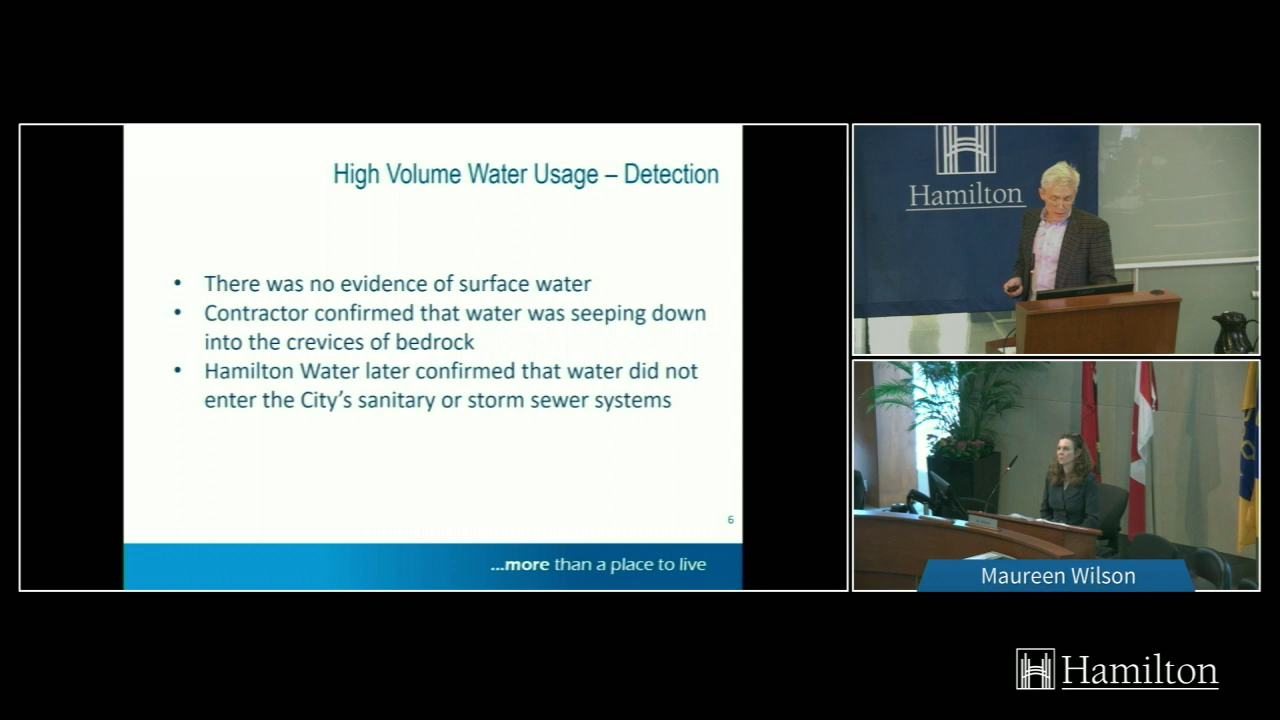 High Volume Water Usage – Detection
• There was no evidence of surface water
• Contractor confirmed that water was seeping down
into the crevices of bedrock
• Hamilton Water later confirmed that water did not
enter the City's sanitary or storm sewer systems
6
...more than a place to live
Hamilton
Maureen Wilson
Hamilton